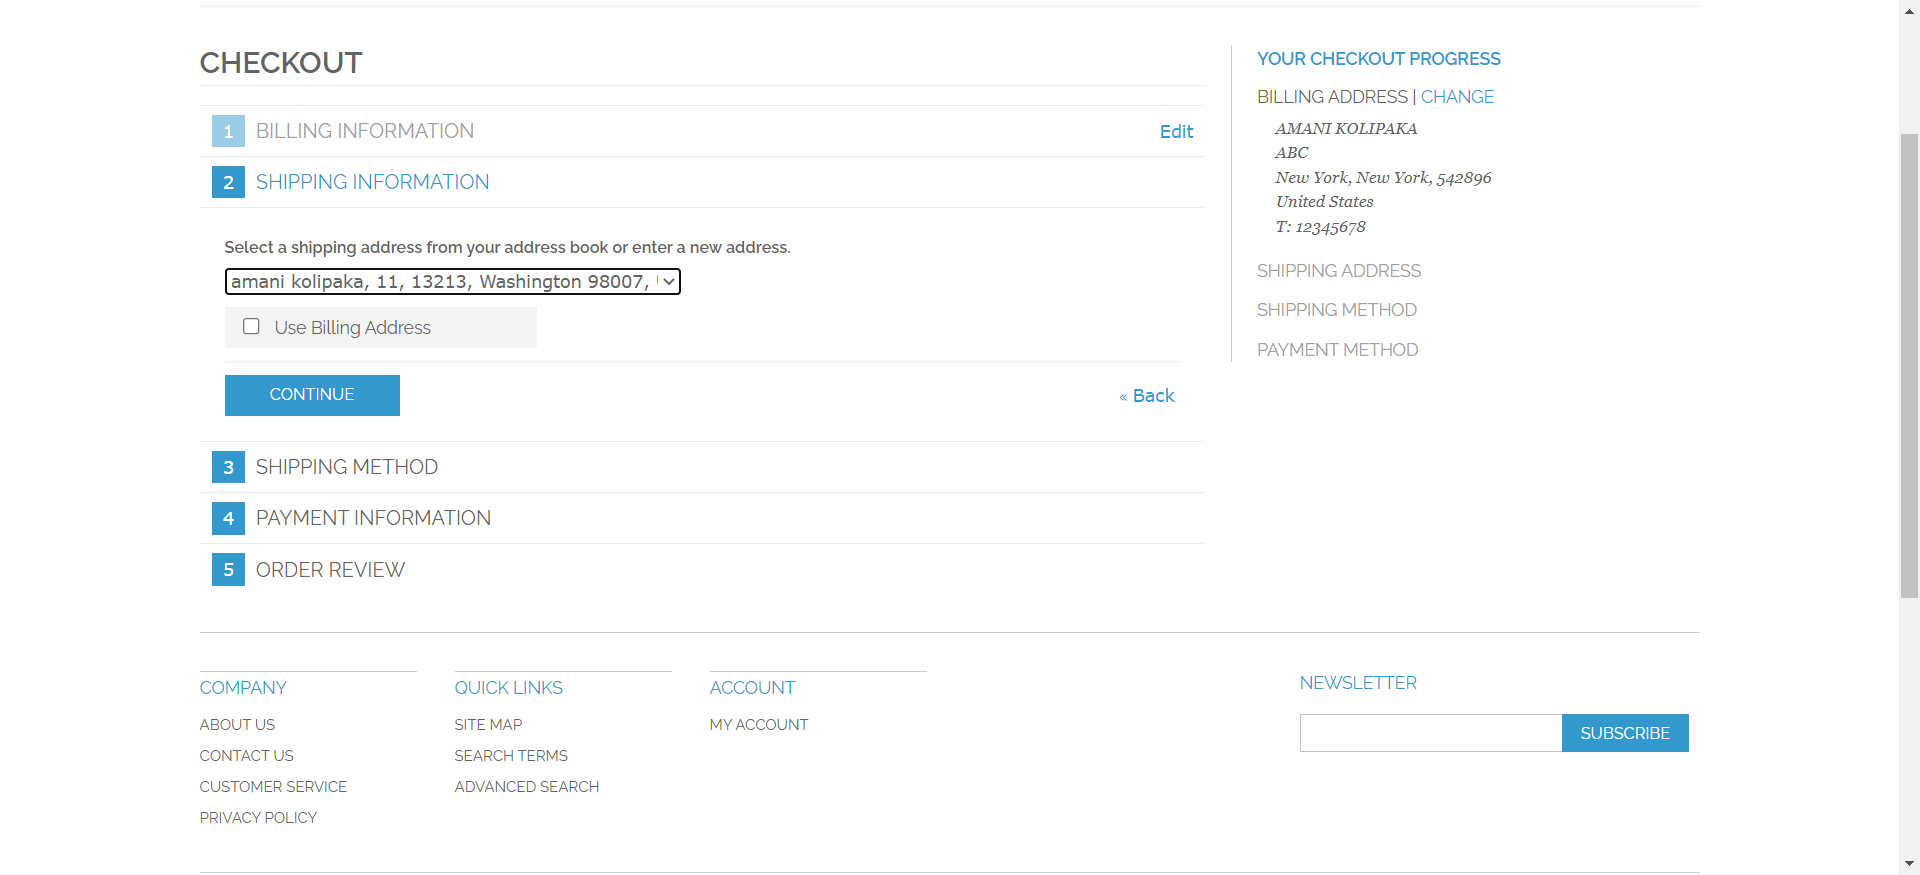 CHECKOUT
1 BILLING INFORMATION Edit
2 SHIPPING INFORMATION
Select a shipping address from your address book or enter a new address.
amani kolipaka, 11, 13213, Washington 98007,
Use Billing Address
CONTINUE
« Back
3 SHIPPING METHOD
4 PAYMENT INFORMATION
5 ORDER REVIEW
YOUR CHECKOUT PROGRESS
BILLING ADDRESS | CHANGE
AMANI KOLIPAKA
ABC
New York, New York, 542896
United States
T: 12345678
SHIPPING ADDRESS
SHIPPING METHOD
PAYMENT METHOD
COMPANY
ABOUT US
CONTACT US
CUSTOMER SERVICE
PRIVACY POLICY
QUICK LINKS
SITE MAP
SEARCH TERMS
ADVANCED SEARCH
ACCOUNT
MY ACCOUNT
NEWSLETTER
SUBSCRIBE